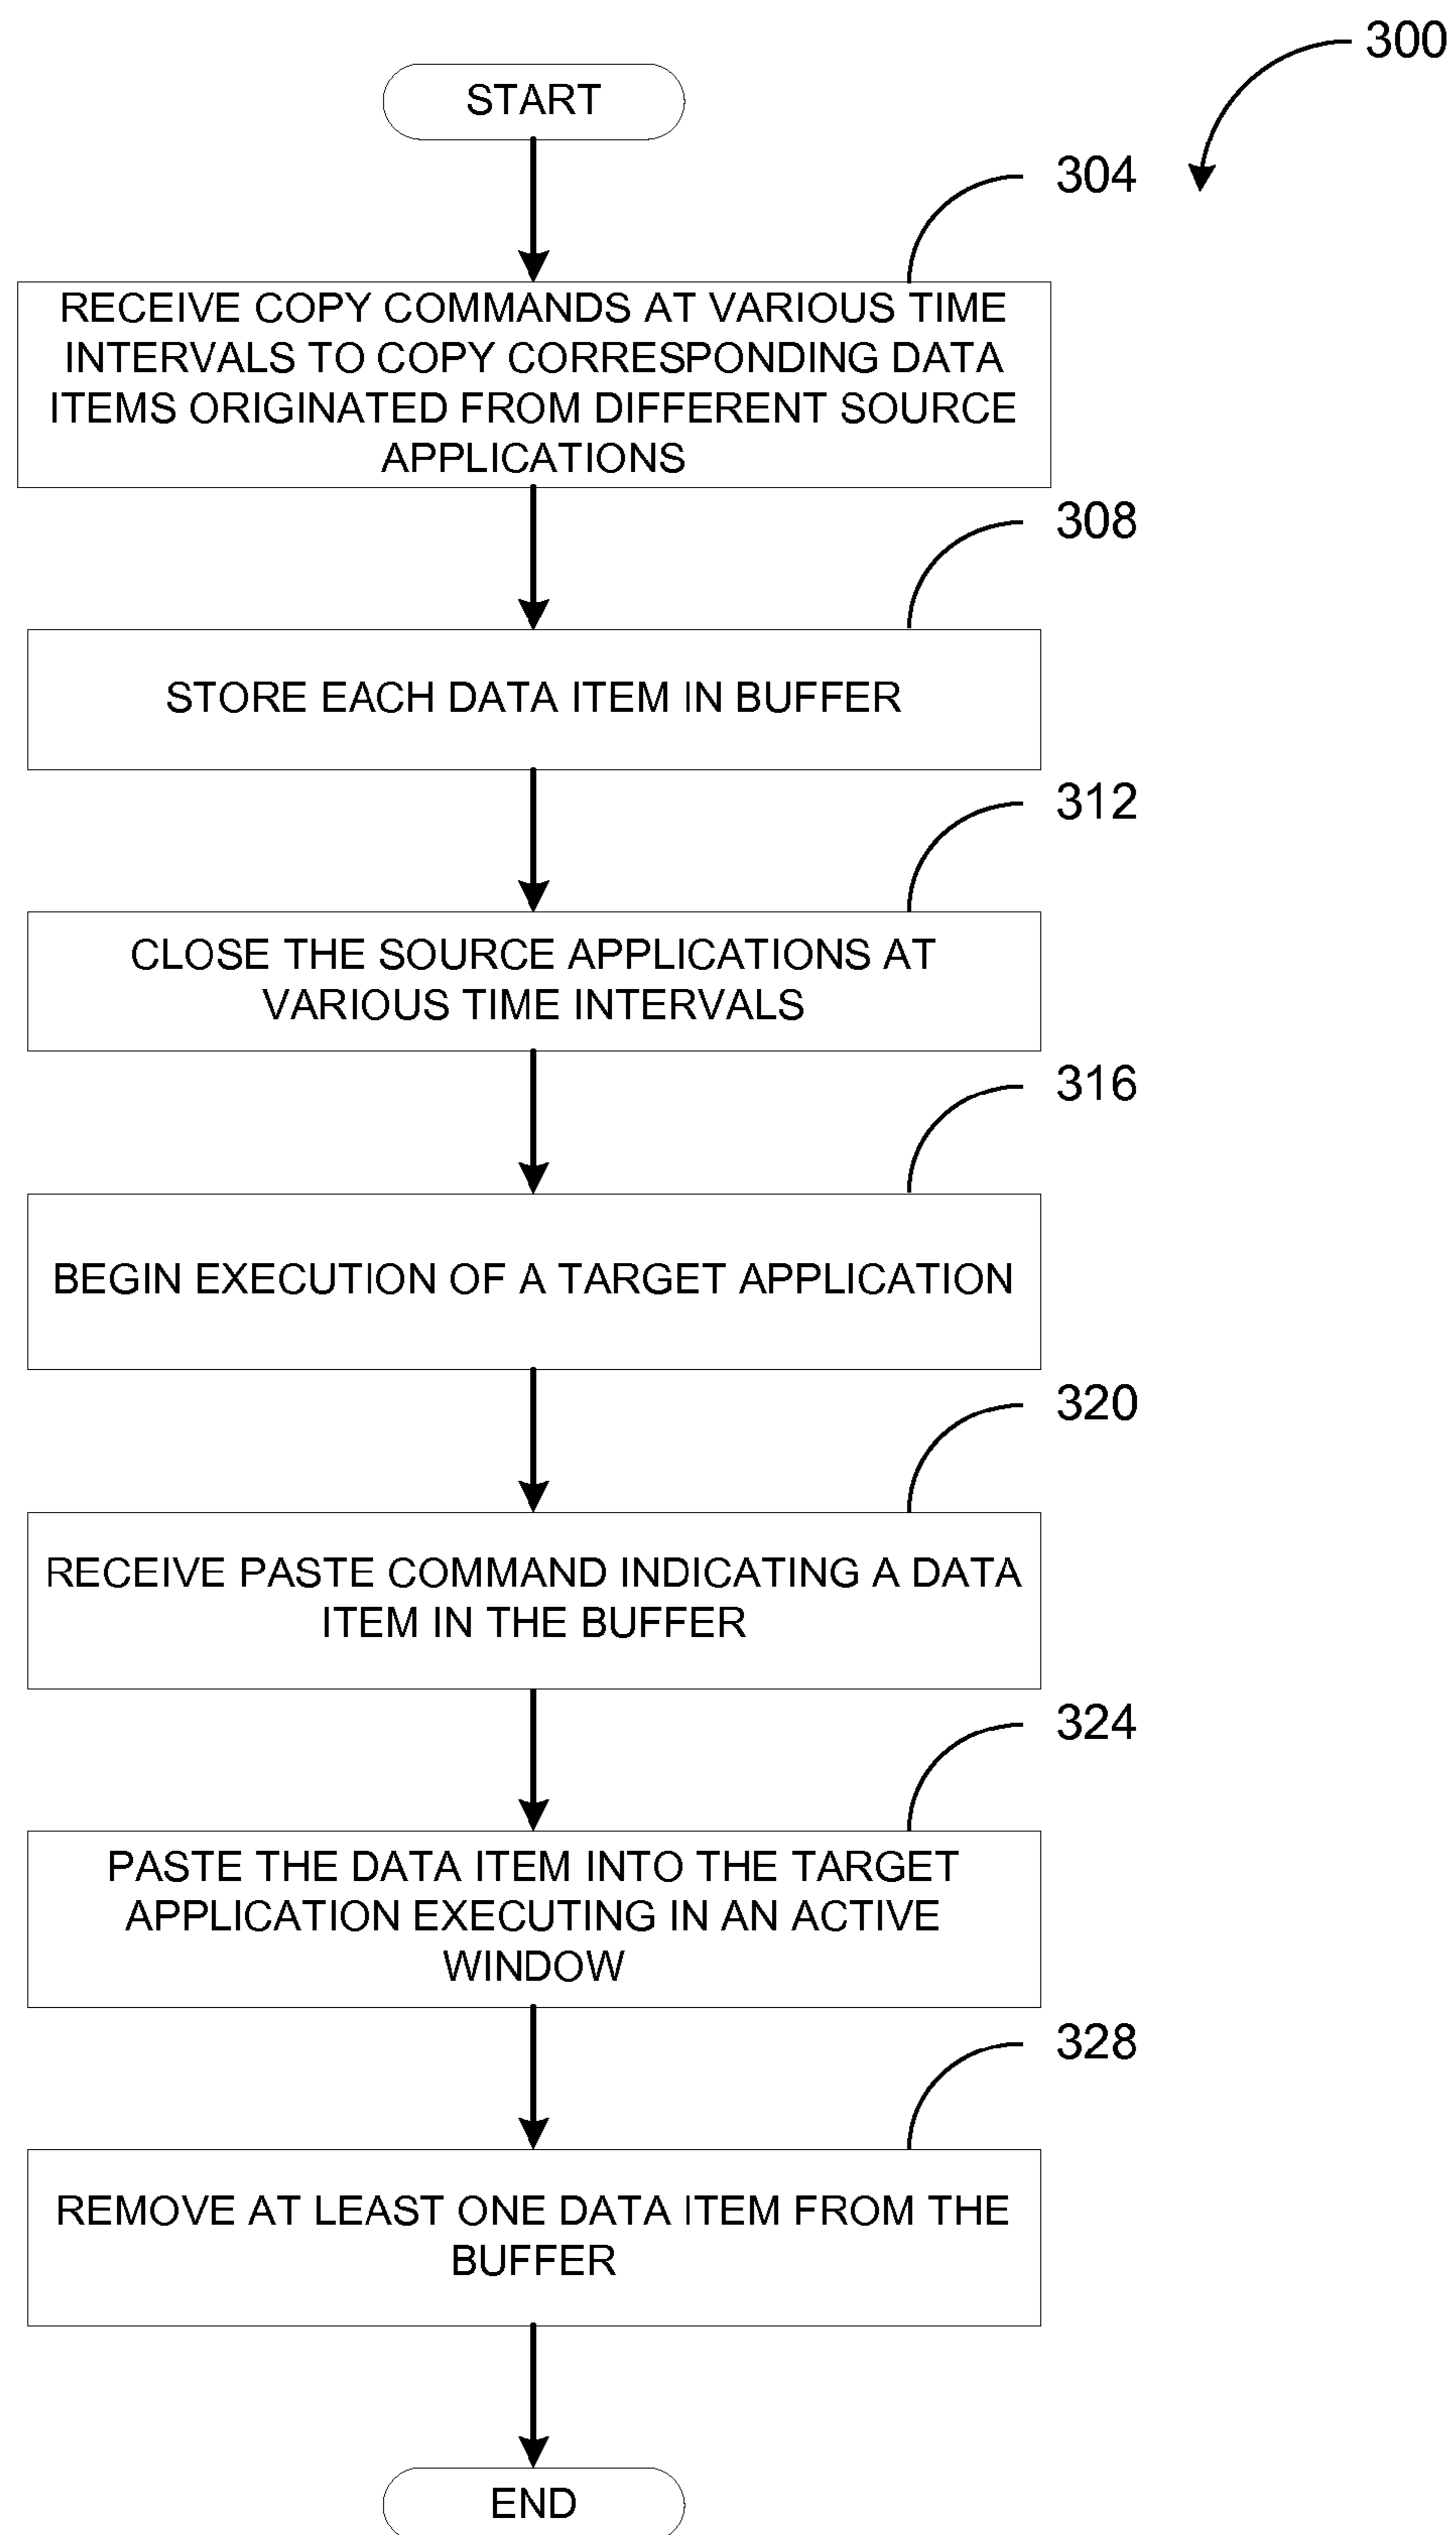 300
START
304
RECEIVE COPY COMMANDS AT VARIOUS TIME
INTERVALS TO COPY CORRESPONDING DATA
ITEMS ORIGINATED FROM DIFFERENT SOURCE
APPLICATIONS
308
STORE EACH DATA ITEM IN BUFFER
312
CLOSE THE SOURCE APPLICATIONS AT
VARIOUS TIME INTERVALS
316
BEGIN EXECUTION OF A TARGET APPLICATION
320
RECEIVE PASTE COMMAND INDICATING A DATA
ITEM IN THE BUFFER
324
PASTE THE DATA ITEM INTO THE TARGET
APPLICATION EXECUTING IN AN ACTIVE
WINDOW
328
REMOVE AT LEAST ONE DATA ITEM FROM THE
BUFFER
END